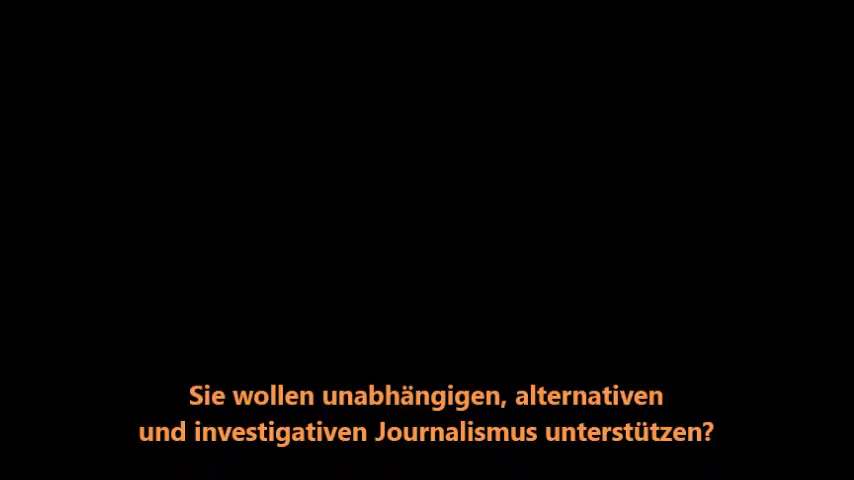 Sie wollen unabhängigen, alternativen
und investigativen Journalismus unterstützen?